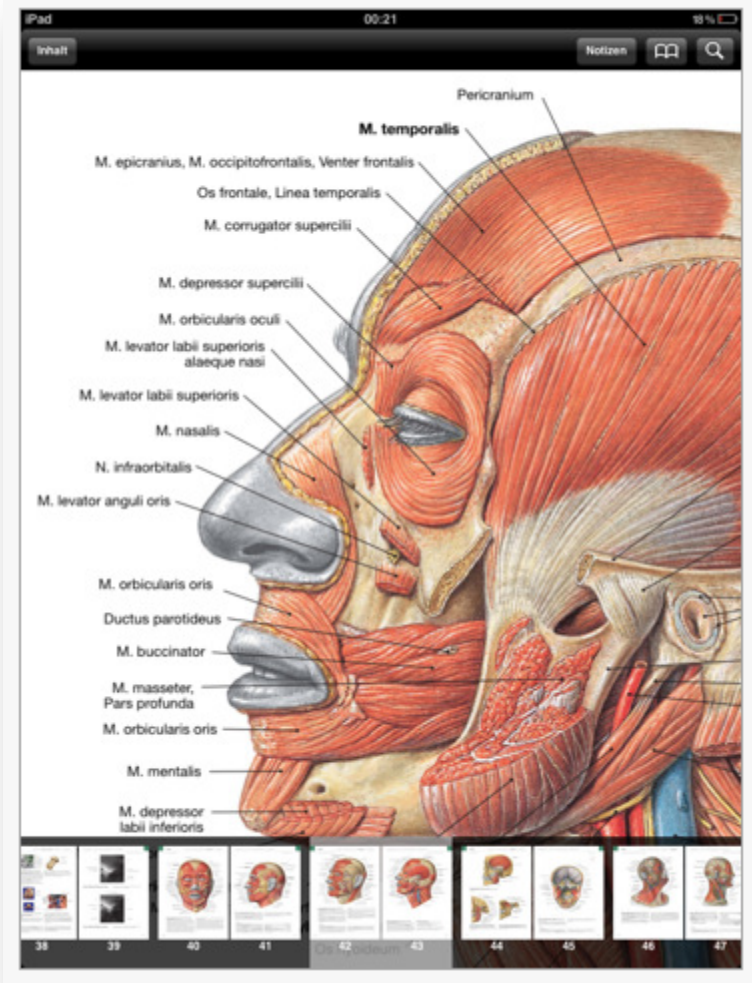 iPad 00:21 18 %
Inhalt Notizen
Pericranium
M. temporalis
M. epicranius, M. occipitofrontalis, Venter frontalis
Os frontale, Linea temporalis
M. corrugator supercilii
M. depressor supercilii
M. orbicularis oculi
M. levator labii superioris
alaeque nasi
M. levator labii superioris
M. nasalis
N. infraorbitalis
M. levator anguli oris
M. orbicularis oris
Ductus parotideus
M. buccinator
M. masseter,
Pars profunda
M. orbicularis oris
M. mentalis
M. depressor
labii inferioris
38 39 40 41 42 43 44 45 46 47
Os hyoideum